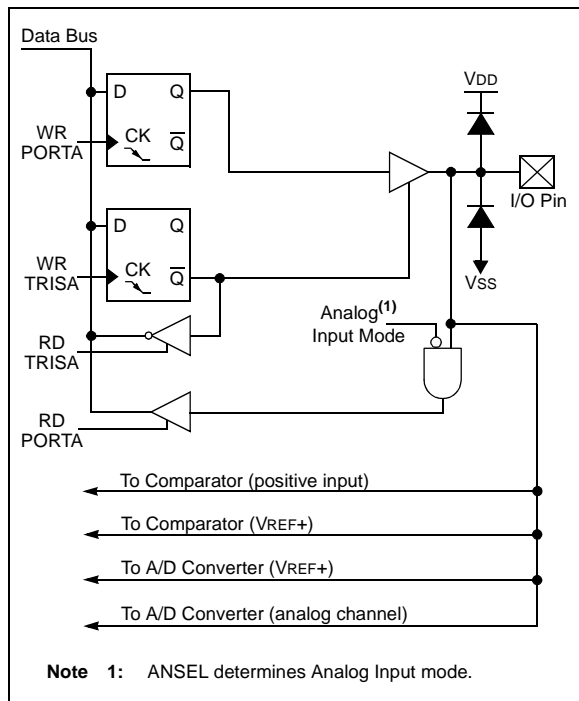 Data Bus
D Q
WR
PORTA
CK Q
VDD
I/O Pin
VSS
D Q
WR
TRISA
CK Q
RD
TRISA
Analog(1)
Input Mode
RD
PORTA
To Comparator (positive input)
To Comparator (VREF+)
To A/D Converter (VREF+)
To A/D Converter (analog channel)
Note 1: ANSEL determines Analog Input mode.